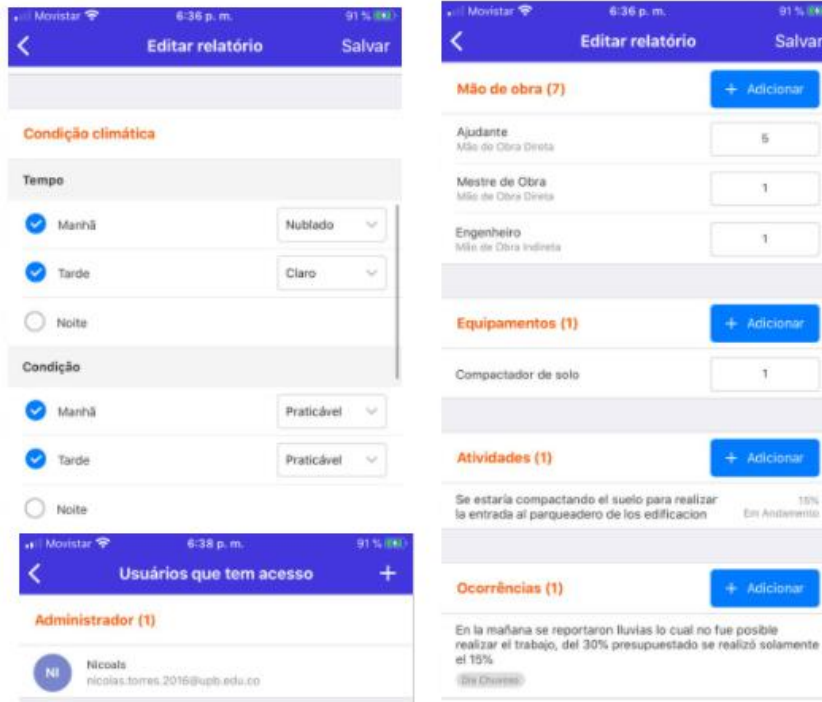 Movistar 6:36 p. m. 91 %
Editar relatório Salvar
Condição climática
Tempo
Manhã Nublado
Tarde Claro
Noite
Condição
Manhã Praticável
Tarde Praticável
Noite
Movistar 6:38 p. m. 91 %
Usuários que tem acesso +
Administrador (1)
NI
Nicoals
nicolas.torres.2016@upb.edu.co
Movistar 6:36 p. m. 91 %
Editar relatório Salvar
Mão de obra (7) + Adicionar
Ajudante 5
Mão de Obra Direta
Mestre de Obra 1
Mão de Obra Direta
Engenheiro 1
Mão de Obra Indireta
Equipamentos (1) + Adicionar
Compactador de solo 1
Atividades (1) + Adicionar
Se estaría compactando el suelo para realizar 15%
la entrada al parqueadero de los edificacion Em Andamento
Ocorrências (1) + Adicionar
En la mañana se reportaron lluvias lo cual no fue posible
realizar el trabajo, del 30% presupuestado se realizó solamente
el 15%
Dia Chuvoso